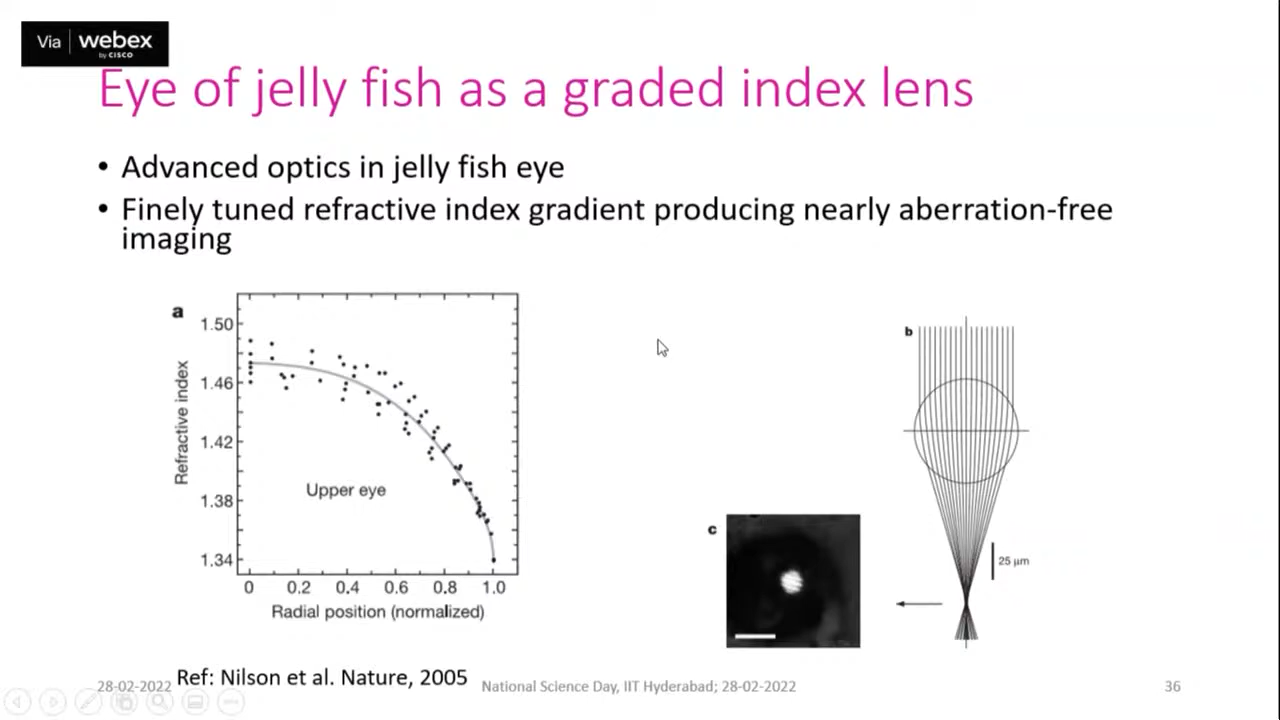 Via webex
by CISCO
Eye of jelly fish as a graded index lens
• Advanced optics in jelly fish eye
• Finely tuned refractive index gradient producing nearly aberration-free
imaging
a
1.50
1.46
1.42
1.38
1.34
Refractive index
Upper eye
0 0.2 0.4 0.6 0.8 1.0
Radial position (normalized)
b
25 μm
c
Ref: Nilson et al. Nature, 2005
28-02-2022
National Science Day, IIT Hyderabad; 28-02-2022
36